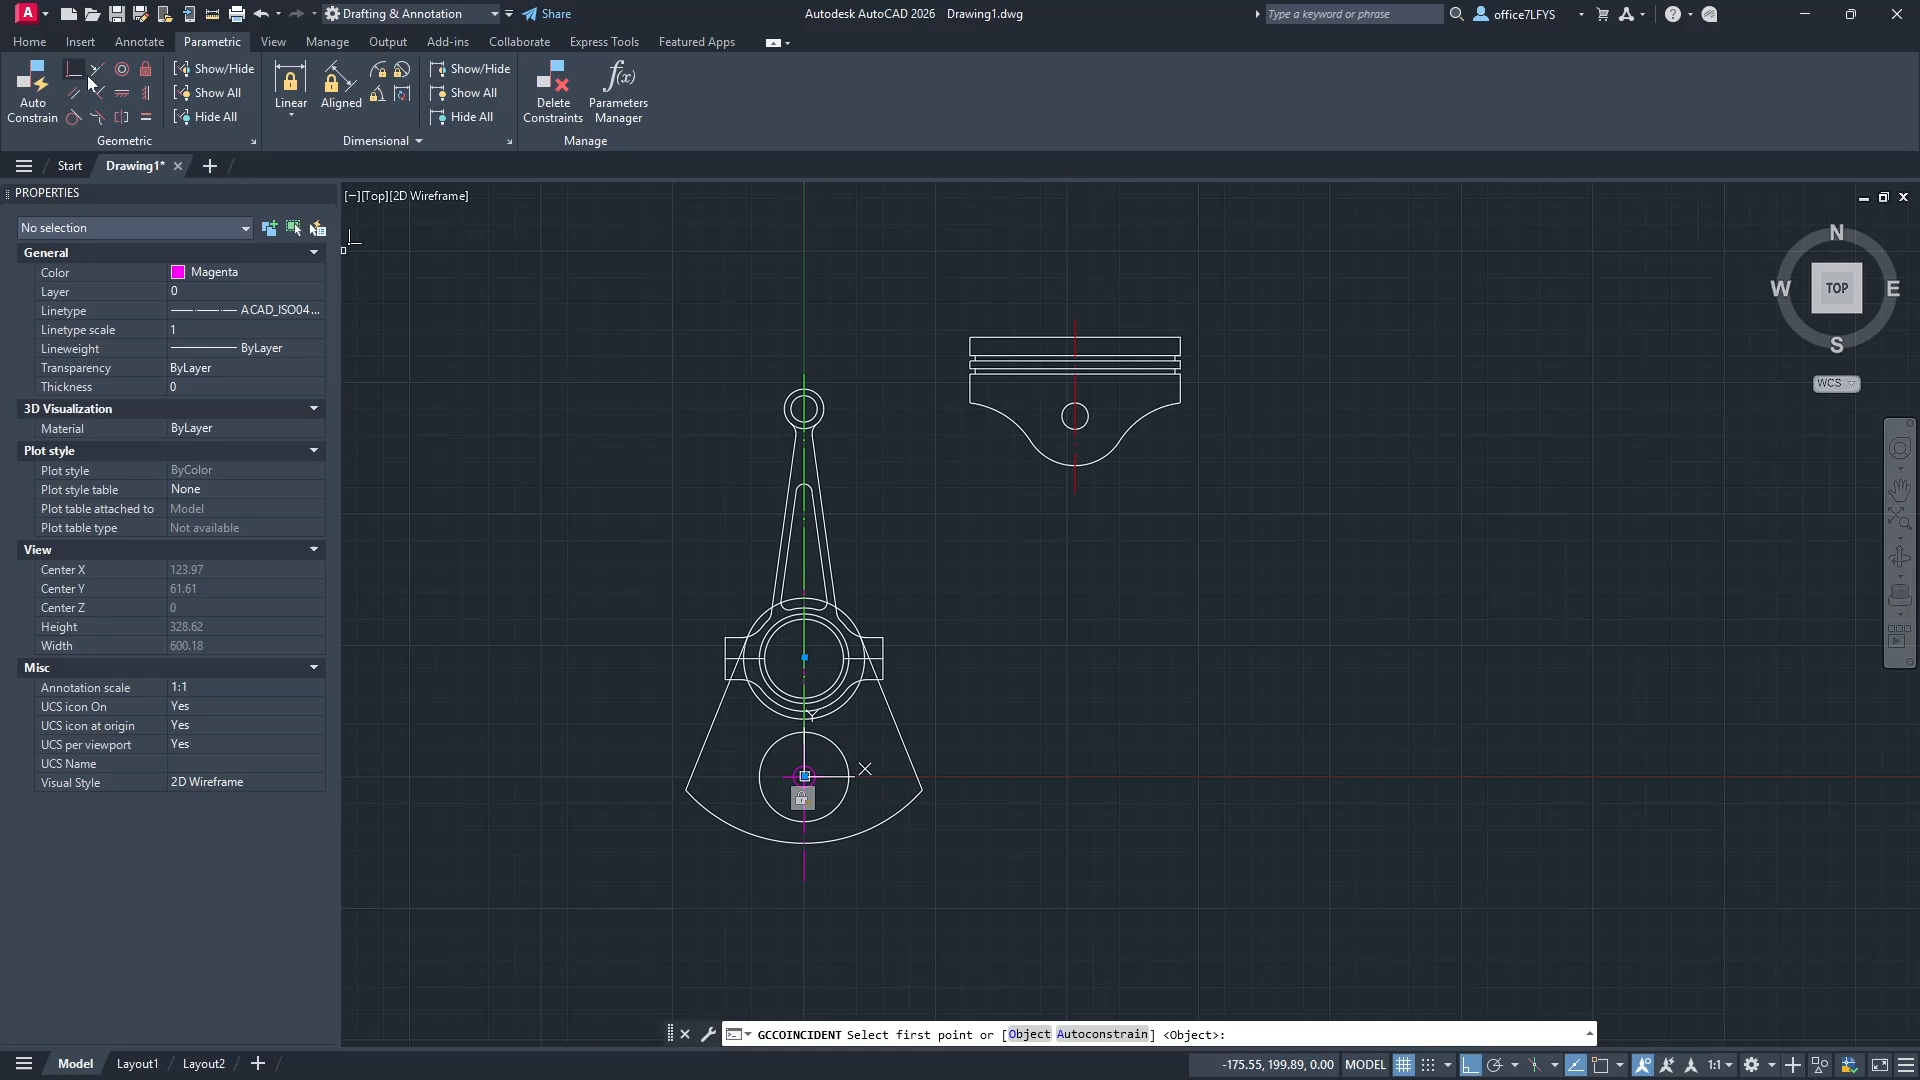 A Drafting & Annotation Share Autodesk AutoCAD 2026 Drawing1.dwg Type a keyword or phrase office7LFYS
Home Insert Annotate Parametric View Manage Output Add-ins Collaborate Express Tools Featured Apps
Auto Constrain
Show/Hide
Show All
Hide All
Geometric
Linear
Aligned
Show/Hide
Show All
Hide All
Dimensional
Delete Constraints
Parameters Manager
Manage
Start Drawing1*
PROPERTIES
[−][Top][2D Wireframe]
No selection
General
Color Magenta
Layer 0
Linetype ACAD_ISO04...
Linetype scale 1
Lineweight ByLayer
Transparency ByLayer
Thickness 0
3D Visualization
Material ByLayer
Plot style
Plot style ByColor
Plot style table None
Plot table attached to Model
Plot table type Not available
View
Center X 123.97
Center Y 61.61
Center Z 0
Height 328.62
Width 600.18
Misc
Annotation scale 1:1
UCS icon On Yes
UCS icon at origin Yes
UCS per viewport Yes
UCS Name
Visual Style 2D Wireframe
N
W TOP E
S
WCS
Y
X
GCCOINCIDENT Select first point or [Object Autoconstrain] <Object>:
Model Layout1 Layout2
-175.55, 199.89, 0.00 MODEL 1:1